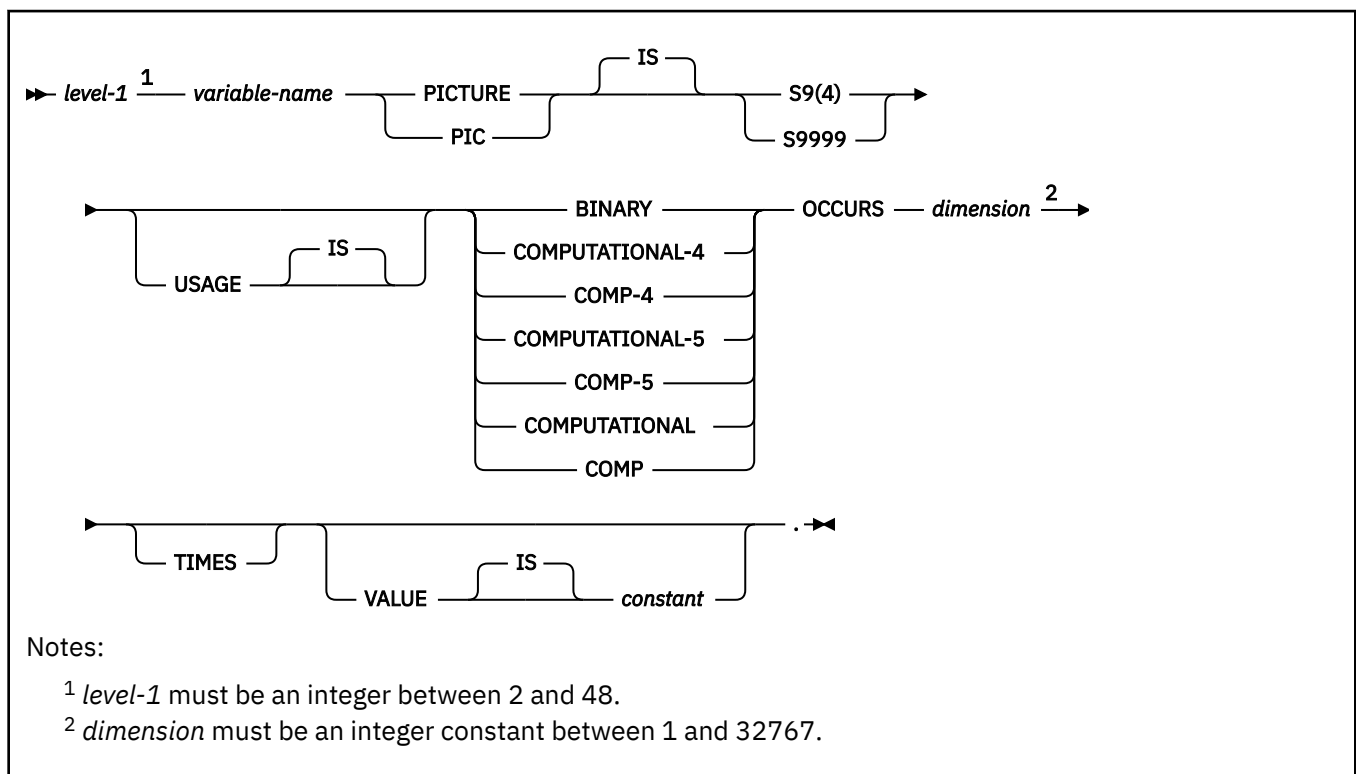 IS
level-1 1 variable-name PICTURE S9(4)
PIC S9999
BINARY OCCURS dimension 2
IS COMPUTATIONAL-4
USAGE COMP-4
COMPUTATIONAL-5
COMP-5
COMPUTATIONAL
COMP
.
TIMES IS
VALUE constant
Notes:
1 level-1 must be an integer between 2 and 48.
2 dimension must be an integer constant between 1 and 32767.